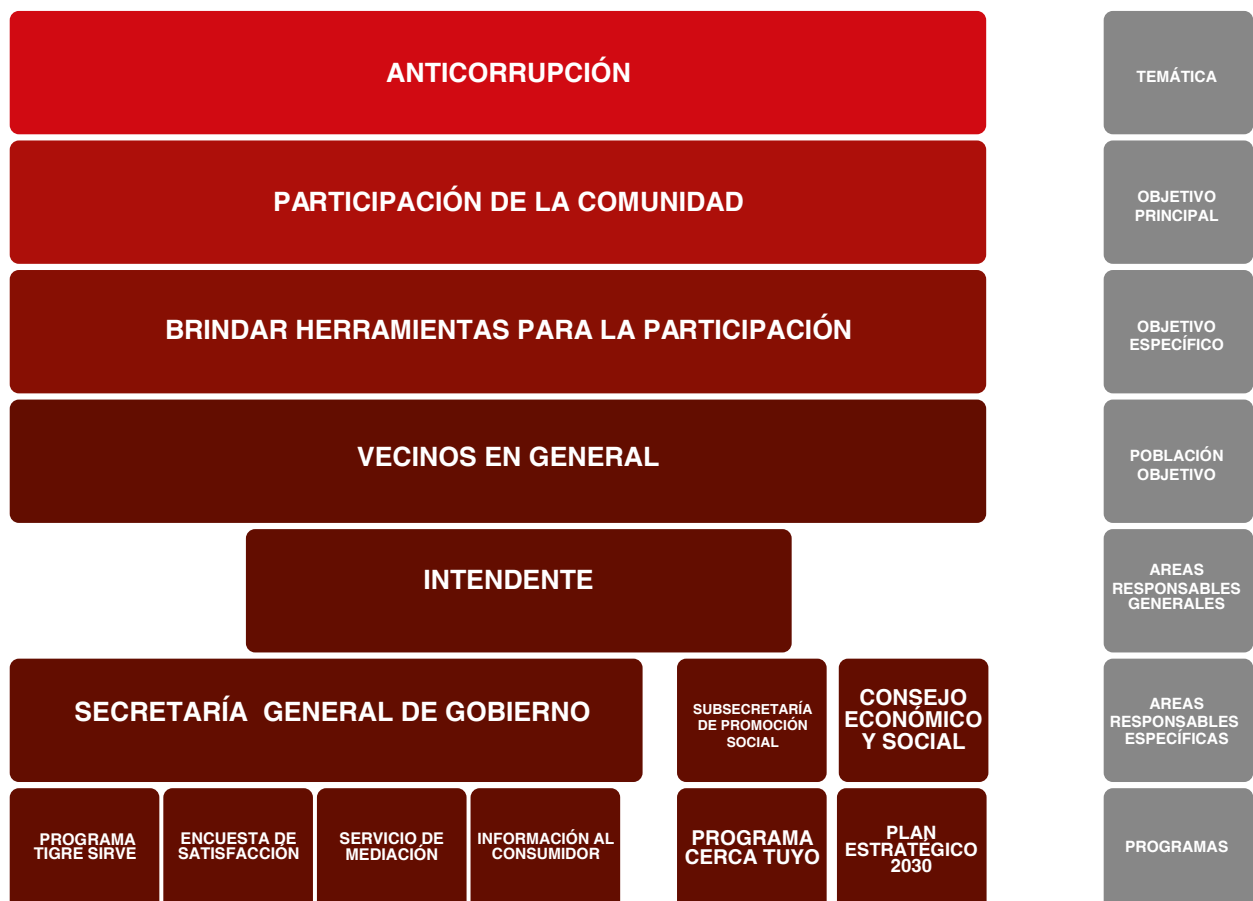 ANTICORRUPCIÓN
TEMÁTICA
PARTICIPACIÓN DE LA COMUNIDAD
OBJETIVO
PRINCIPAL
BRINDAR HERRAMIENTAS PARA LA PARTICIPACIÓN
OBJETIVO
ESPECÍFICO
VECINOS EN GENERAL
POBLACIÓN
OBJETIVO
INTENDENTE
AREAS
RESPONSABLES
GENERALES
SECRETARÍA GENERAL DE GOBIERNO
SUBSECRETARÍA
DE PROMOCIÓN
SOCIAL
CONSEJO
ECONÓMICO
Y SOCIAL
AREAS
RESPONSABLES
ESPECÍFICAS
PROGRAMA
TIGRE SIRVE
ENCUESTA DE
SATISFACCIÓN
SERVICIO DE
MEDIACIÓN
INFORMACIÓN AL
CONSUMIDOR
PROGRAMA
CERCA TUYO
PLAN
ESTRATÉGICO
2030
PROGRAMAS